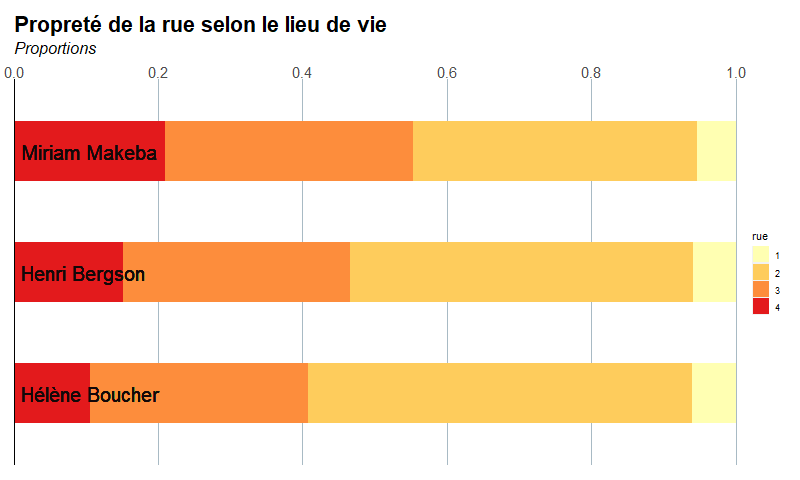 Propreté de la rue selon le lieu de vie
Proportions
0.0 0.2 0.4 0.6 0.8 1.0
Miriam Makeba
Henri Bergson
Hélène Boucher
rue
1
2
3
4